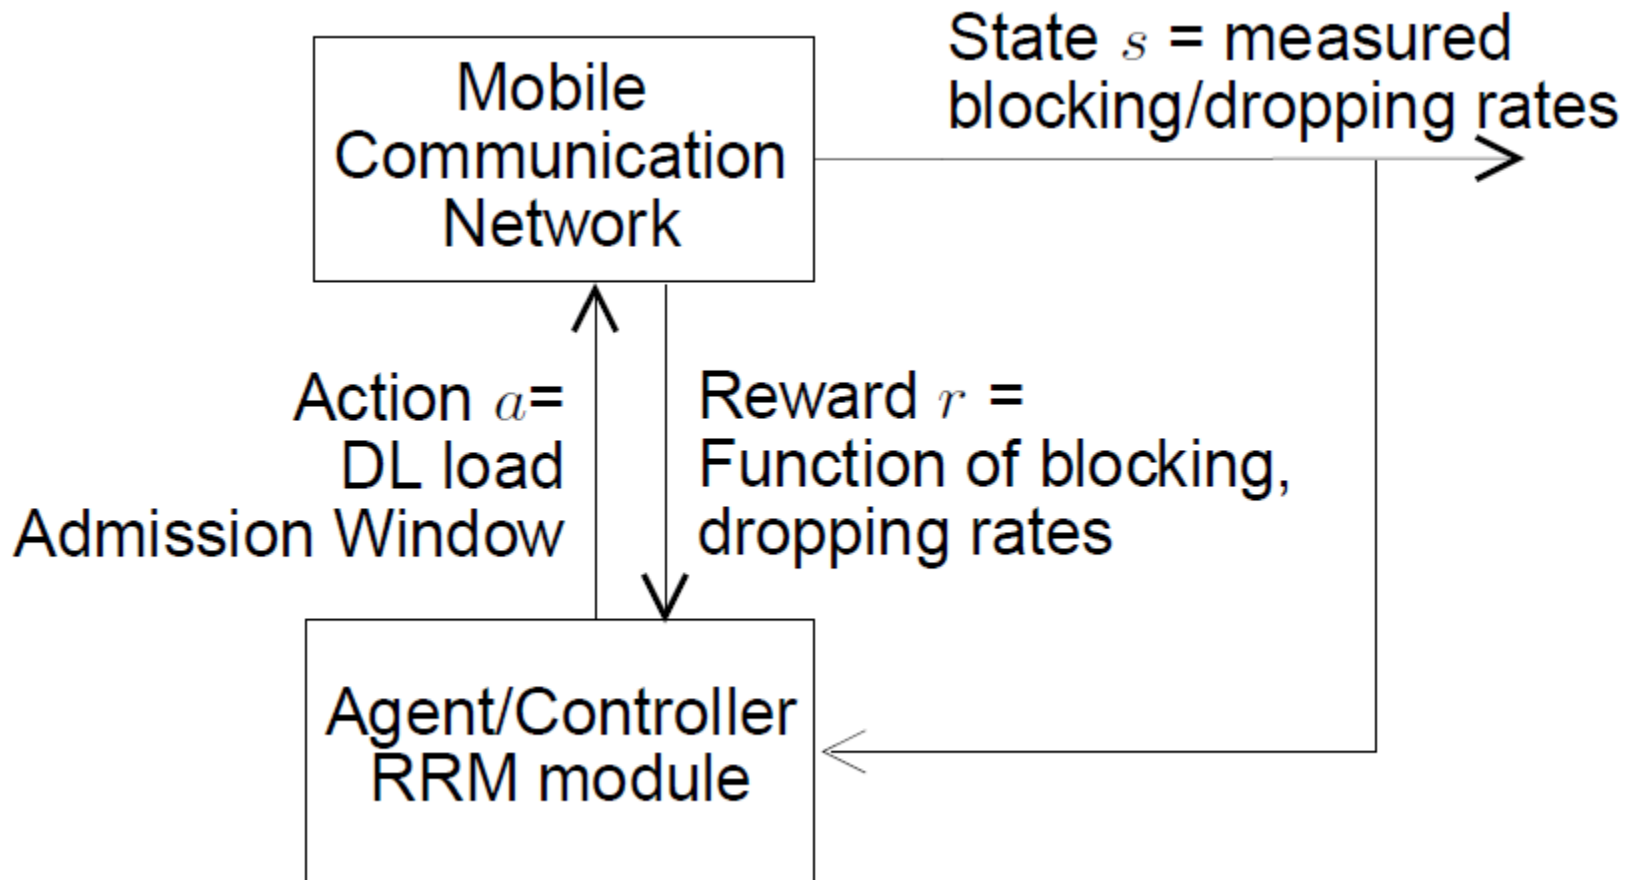 Mobile
Communication
Network
State s = measured
blocking/dropping rates
Action a=
DL load
Admission Window
Reward r =
Function of blocking,
dropping rates
Agent/Controller
RRM module